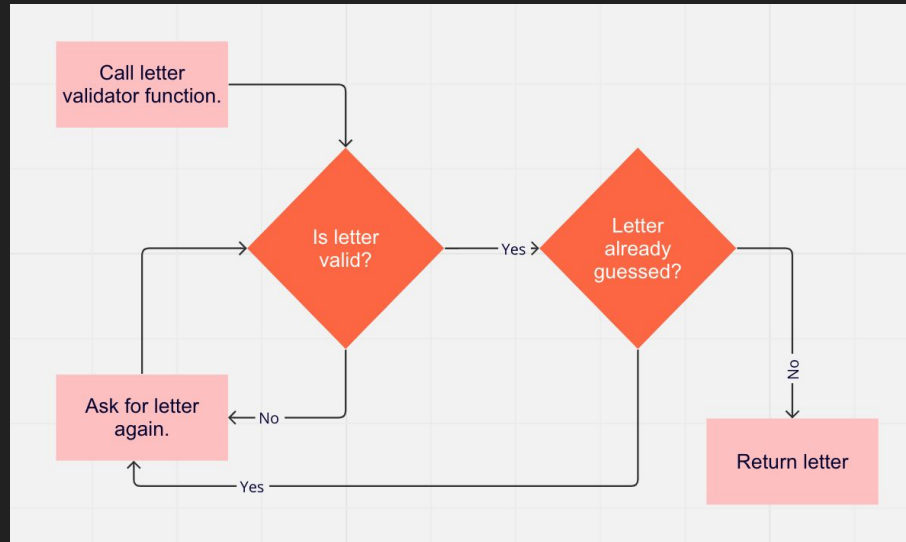 Call letter
validator function.
Is letter
valid?
Yes
Letter
already
guessed?
No
Ask for letter
again.
No
Yes
Return letter